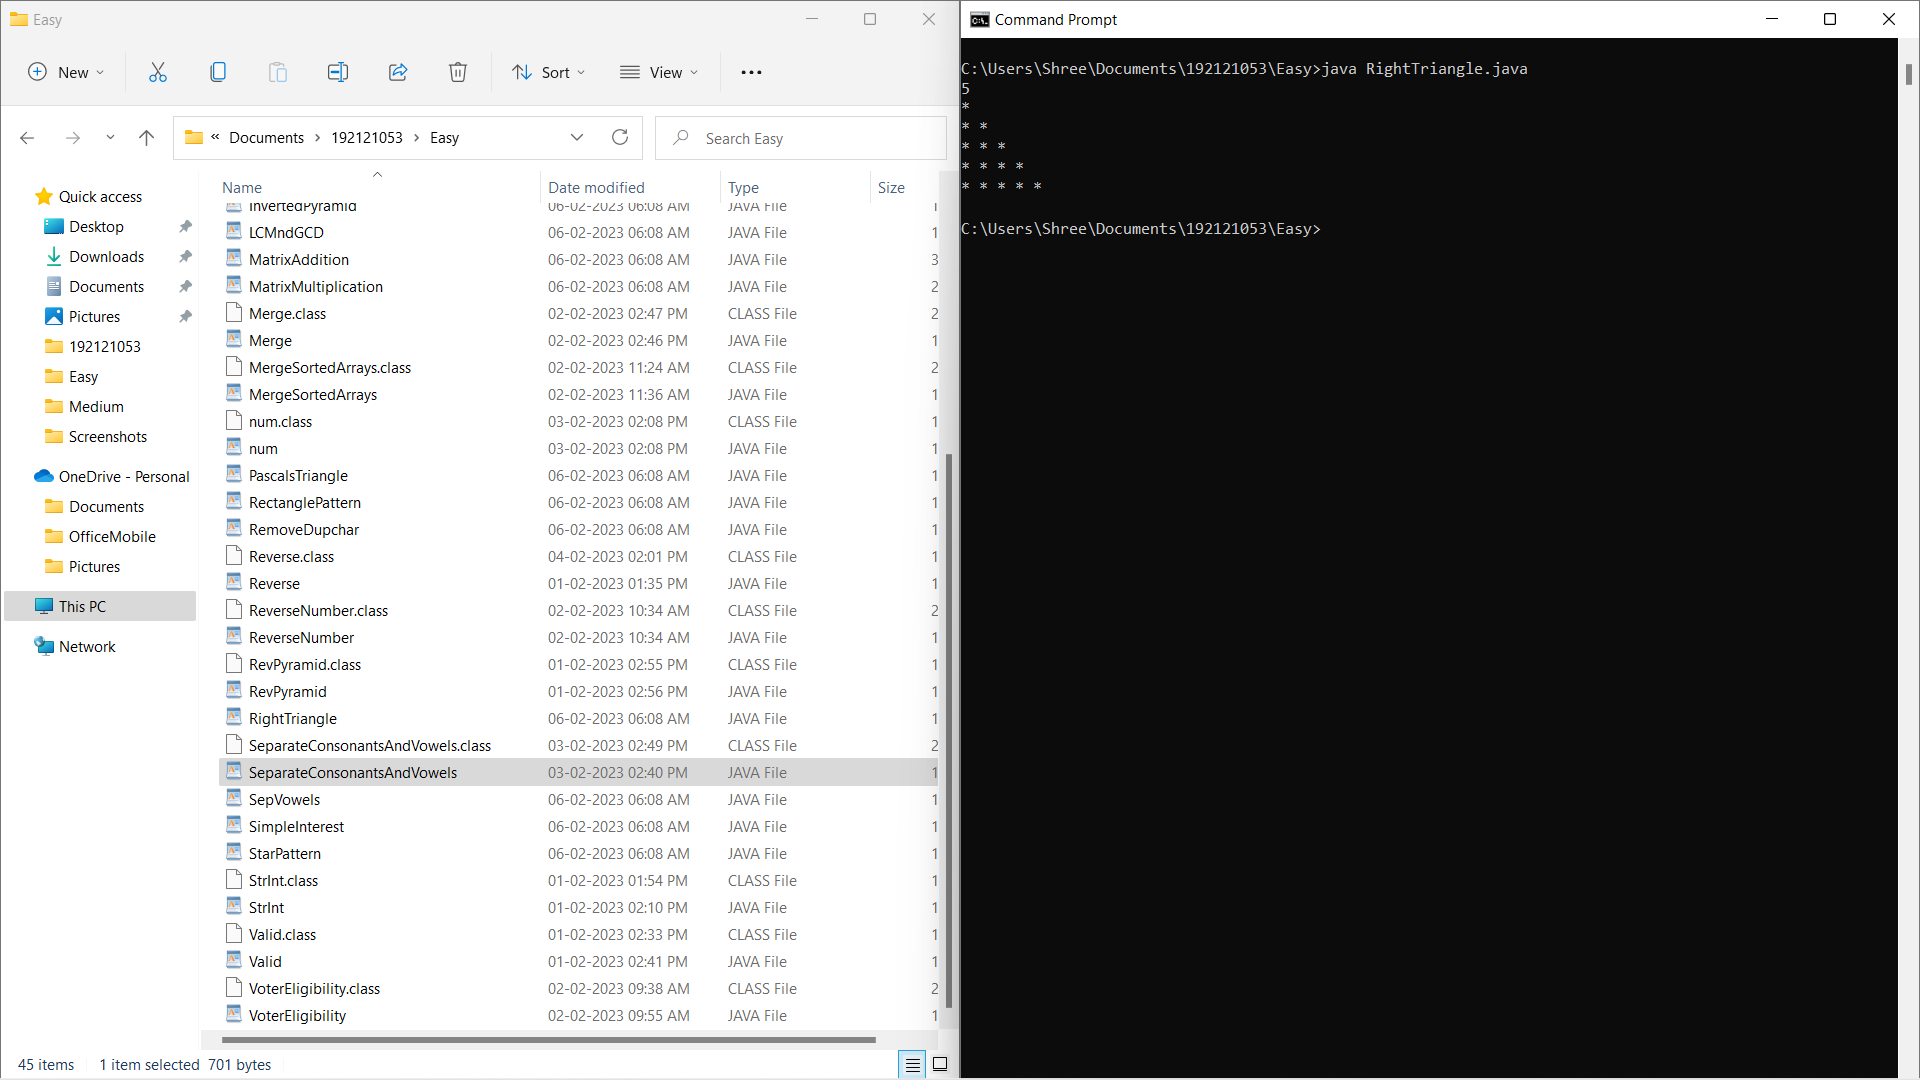 Easy
New
Sort
View
« Documents > 192121053 > Easy
Search Easy
Quick access
Desktop
Downloads
Documents
Pictures
192121053
Easy
Medium
Screenshots
OneDrive - Personal
Documents
OfficeMobile
Pictures
This PC
Network
Name Date modified Type Size
InvertedPyramid 06-02-2023 06:08 AM JAVA File 1
LCMndGCD 06-02-2023 06:08 AM JAVA File 1
MatrixAddition 06-02-2023 06:08 AM JAVA File 3
MatrixMultiplication 06-02-2023 06:08 AM JAVA File 2
Merge.class 02-02-2023 02:47 PM CLASS File 2
Merge 02-02-2023 02:46 PM JAVA File 1
MergeSortedArrays.class 02-02-2023 11:24 AM CLASS File 2
MergeSortedArrays 02-02-2023 11:36 AM JAVA File 1
num.class 03-02-2023 02:08 PM CLASS File 1
num 03-02-2023 02:08 PM JAVA File 1
PascalsTriangle 06-02-2023 06:08 AM JAVA File 1
RectanglePattern 06-02-2023 06:08 AM JAVA File 1
RemoveDupchar 06-02-2023 06:08 AM JAVA File 1
Reverse.class 04-02-2023 02:01 PM CLASS File 1
Reverse 01-02-2023 01:35 PM JAVA File 1
ReverseNumber.class 02-02-2023 10:34 AM CLASS File 2
ReverseNumber 02-02-2023 10:34 AM JAVA File 1
RevPyramid.class 01-02-2023 02:55 PM CLASS File 1
RevPyramid 01-02-2023 02:56 PM JAVA File 1
RightTriangle 06-02-2023 06:08 AM JAVA File 1
SeparateConsonantsAndVowels.class 03-02-2023 02:49 PM CLASS File 2
SeparateConsonantsAndVowels 03-02-2023 02:40 PM JAVA File 1
SepVowels 06-02-2023 06:08 AM JAVA File 1
SimpleInterest 06-02-2023 06:08 AM JAVA File 1
StarPattern 06-02-2023 06:08 AM JAVA File 1
StrInt.class 01-02-2023 01:54 PM CLASS File 1
StrInt 01-02-2023 02:10 PM JAVA File 1
Valid.class 01-02-2023 02:33 PM CLASS File 1
Valid 01-02-2023 02:41 PM JAVA File 1
VoterEligibility.class 02-02-2023 09:38 AM CLASS File 2
VoterEligibility 02-02-2023 09:55 AM JAVA File 1
45 items 1 item selected 701 bytes
Command Prompt
C:\Users\Shree\Documents\192121053\Easy>java RightTriangle.java
5
*
* *
* * *
* * * *
* * * * *
C:\Users\Shree\Documents\192121053\Easy>